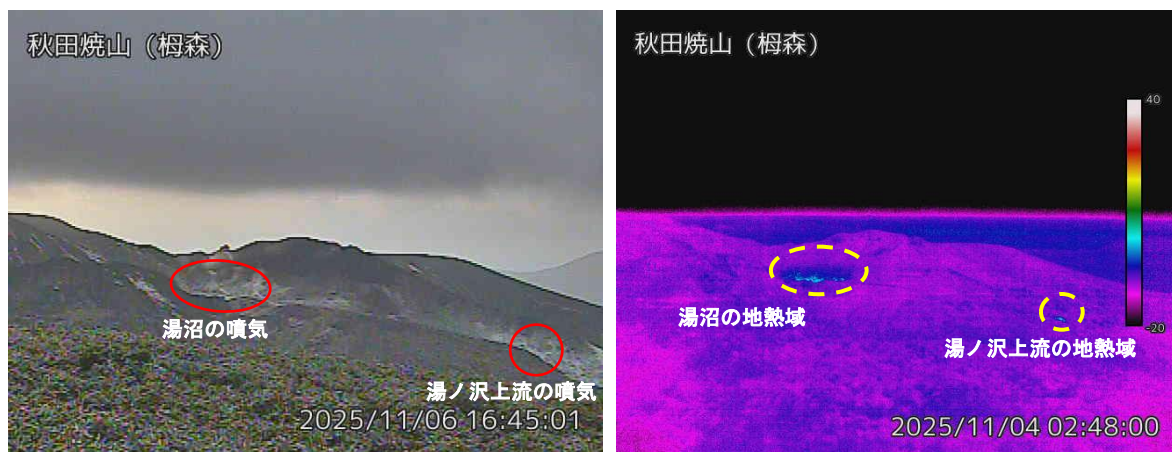 秋田焼山（栂森）
湯沼の噴気
湯ノ沢上流の噴気
2025/11/06 16:45:01
秋田焼山（栂森）
40
湯沼の地熱域
-20
湯ノ沢上流の地熱域
2025/11/04 02:48:00